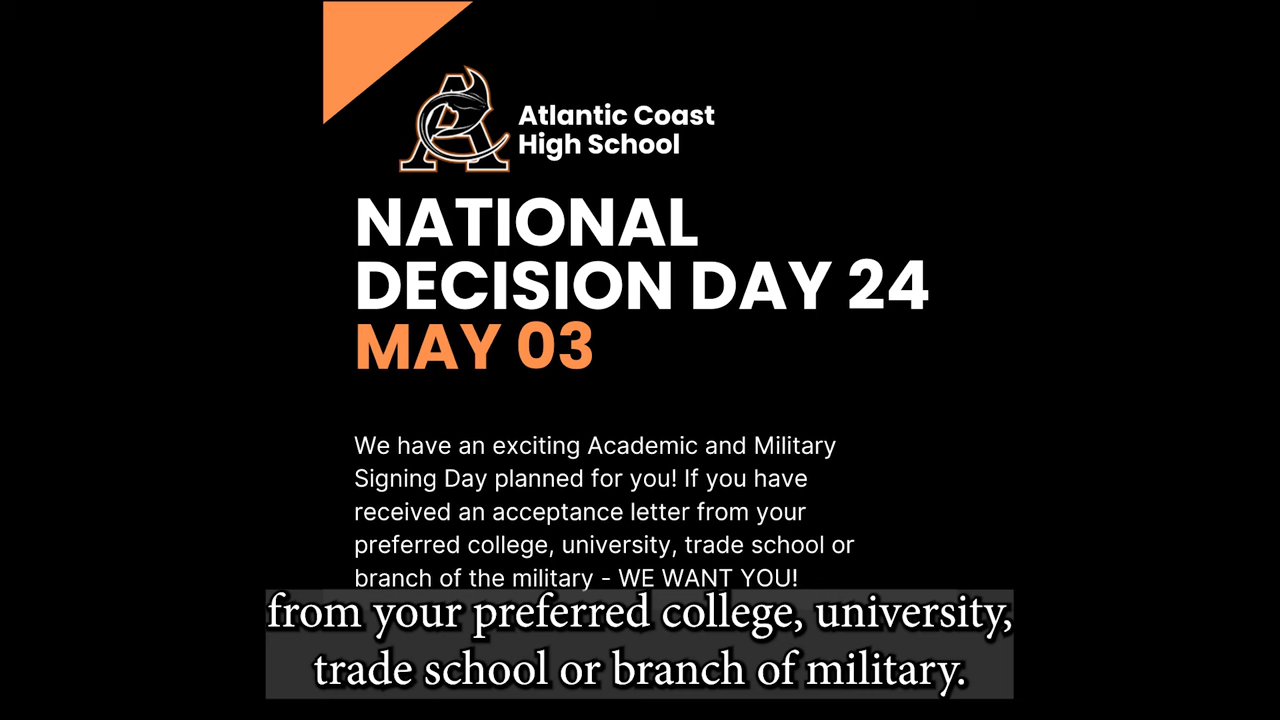 Atlantic Coast
High School
NATIONAL
DECISION DAY 24
MAY 03
We have an exciting Academic and Military
Signing Day planned for you! If you have
received an acceptance letter from your
preferred college, university, trade school or
branch of the military - WE WANT YOU!
from your preferred college, university,
trade school or branch of military.